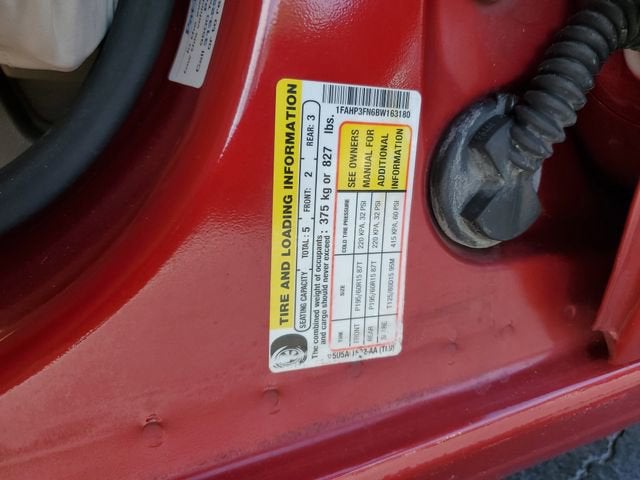 1FAHP3FN6BW163180
TIRE AND LOADING INFORMATION
SEATING CAPACITY TOTAL: 5 FRONT: 2 REAR: 3
The combined weight of occupants
and cargo should never exceed: 375 kg or 827 lbs.
TIRE SIZE COLD TIRE PRESSURE
FRONT P195/60R15 87T 220 KPA, 32 PSI
REAR P195/60R15 87T 220 KPA, 32 PSI
T125/80D15 95M 415 KPA, 60 PSI
SEE OWNERS
MANUAL FOR
ADDITIONAL
INFORMATION